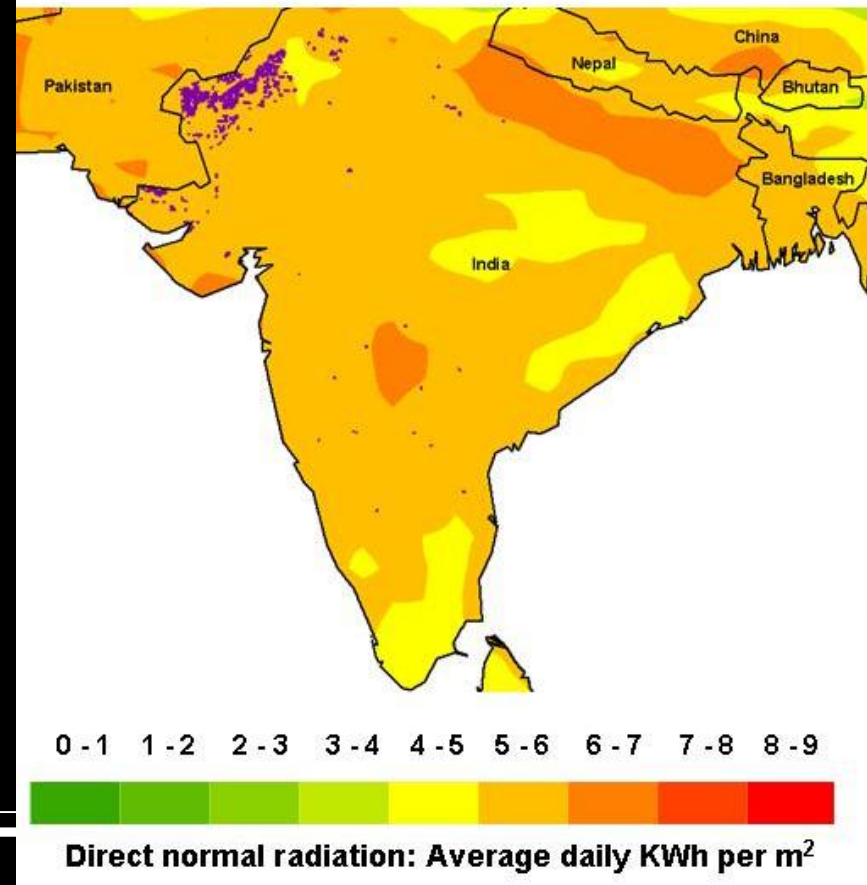 China
Nepal
Pakistan
Bhutan
Bangladesh
India
0 - 1 1 - 2 2 - 3 3 - 4 4 - 5 5 - 6 6 - 7 7 - 8 8 - 9
Direct normal radiation: Average daily KWh per m²